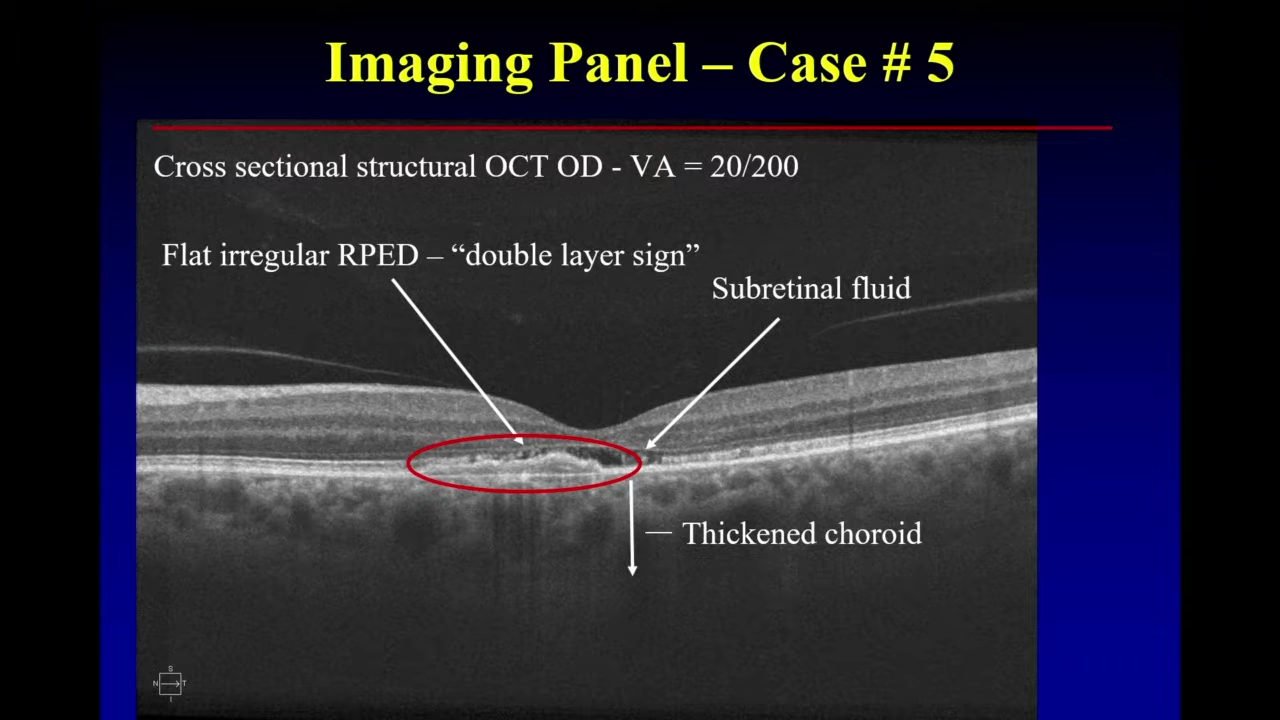 Imaging Panel – Case # 5
Cross sectional structural OCT OD - VA = 20/200
Flat irregular RPED – “double layer sign”
Subretinal fluid
Thickened choroid
S
N T
I